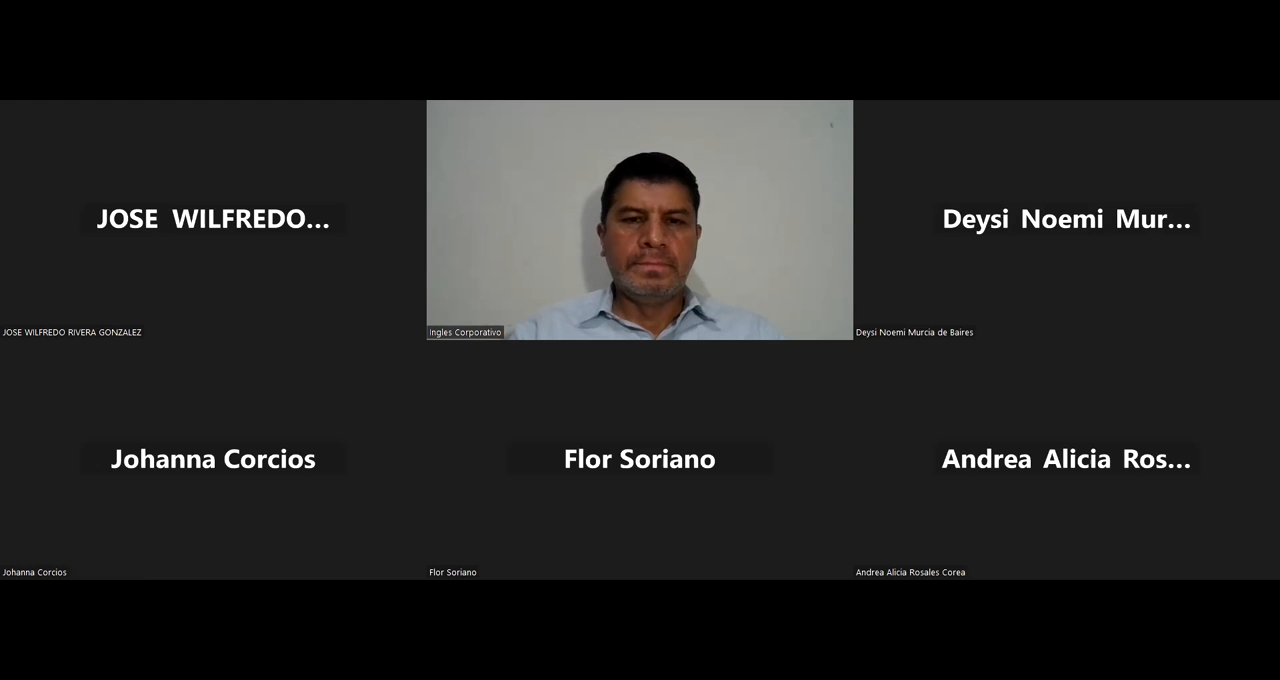 JOSE WILFREDO...
JOSE WILFREDO RIVERA GONZALEZ
Ingles Corporativo
Deysi Noemi Mur...
Deysi Noemi Murcia de Baires
Johanna Corcios
Johanna Corcios
Flor Soriano
Flor Soriano
Andrea Alicia Ros...
Andrea Alicia Rosales Corea